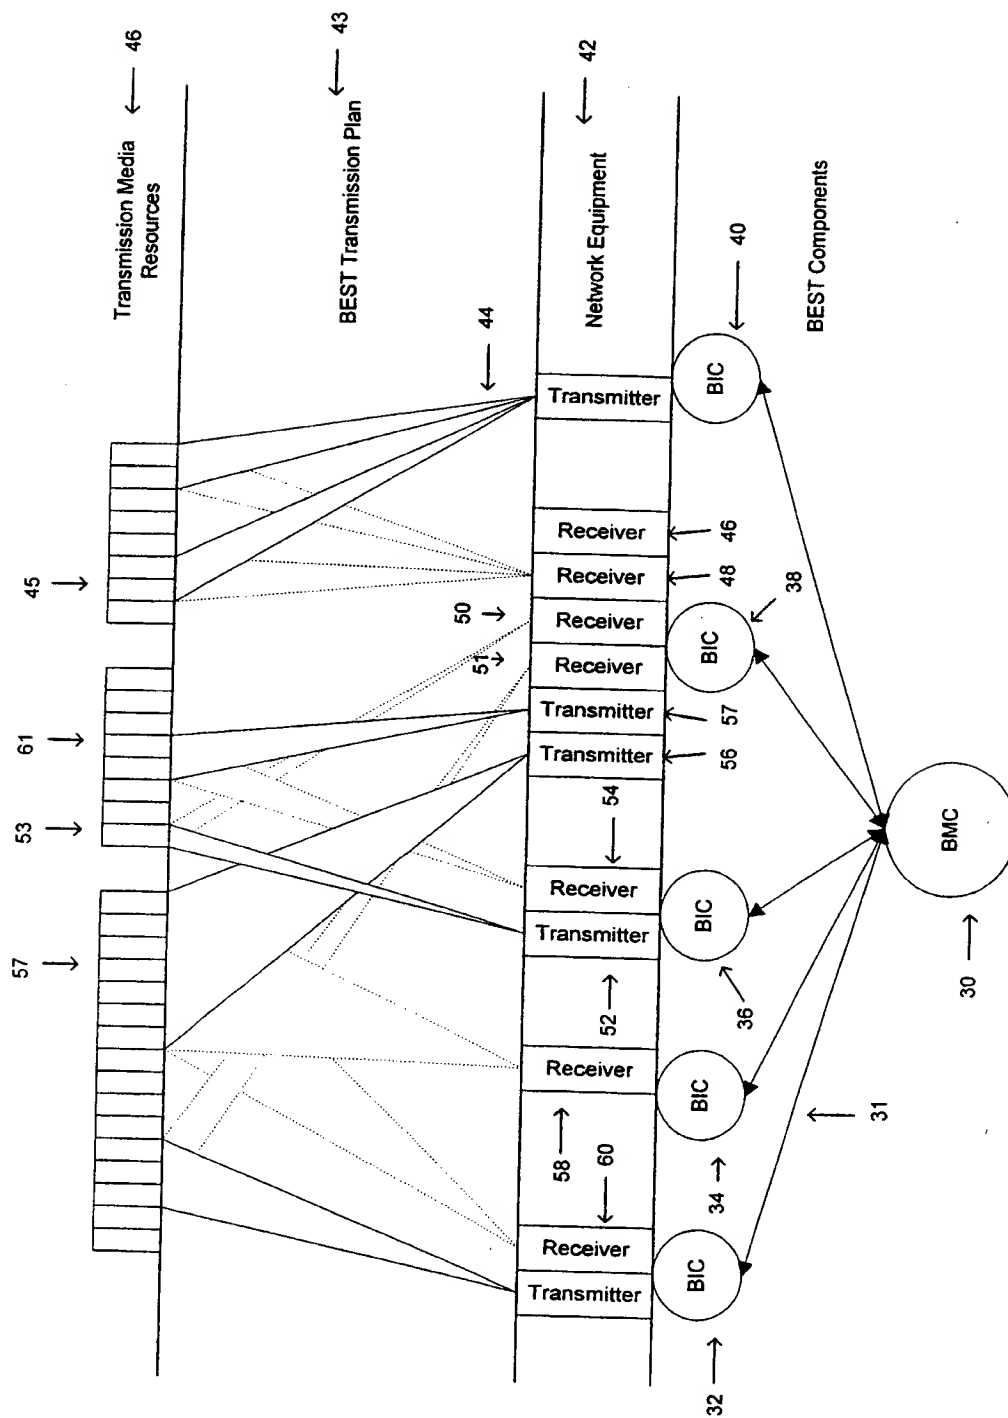 57
53
61
45
Transmission Media
Resources
46
BEST Transmission Plan
43
44
50
51
Transmitter
Receiver
58
60
Receiver
52
Transmitter
Receiver
54
Transmitter
Transmitter
Receiver
Receiver
Receiver
Receiver
Transmitter
Network Equipment
42
56
57
48
46
32
BIC
34
BIC
36
BIC
BIC
38
BIC
40
BEST Components
31
30
BMC